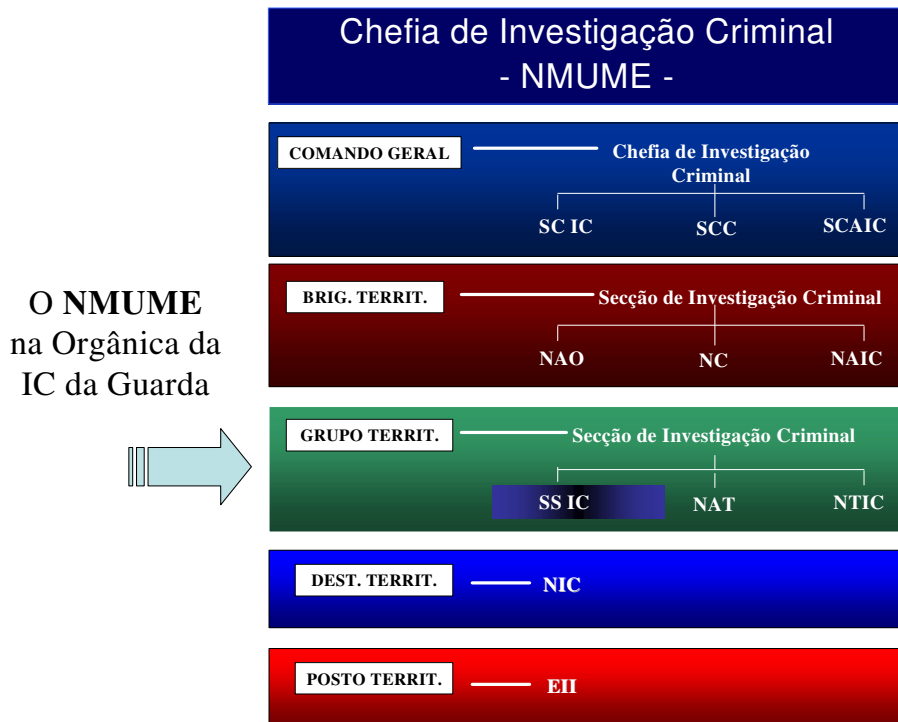 Chefia de Investigação Criminal
- NMUME -
COMANDO GERAL
Chefia de Investigação
Criminal
SC IC
SCC
SCAIC
O NMUME
na Orgânica da
IC da Guarda
BRIG. TERRIT.
Secção de Investigação Criminal
NAO
NC
NAIC
GRUPO TERRIT.
Secção de Investigação Criminal
SS IC
NAT
NTIC
DEST. TERRIT.
NIC
POSTO TERRIT.
EII